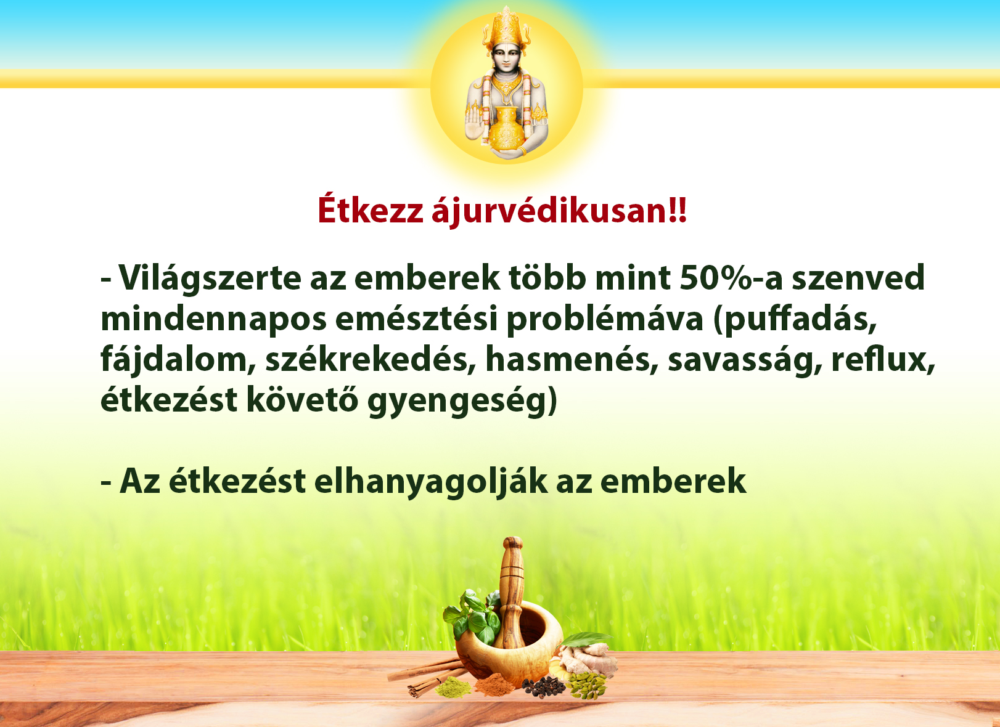 Étkezz ájurvédikusan!!
- Világszerte az emberek több mint 50%-a szenved
mindennapos emésztési problémáva (puffadás,
fájdalom, székrekedés, hasmenés, savasság, reflux,
étkezést követő gyengeség)
- Az étkezést elhanyagolják az emberek